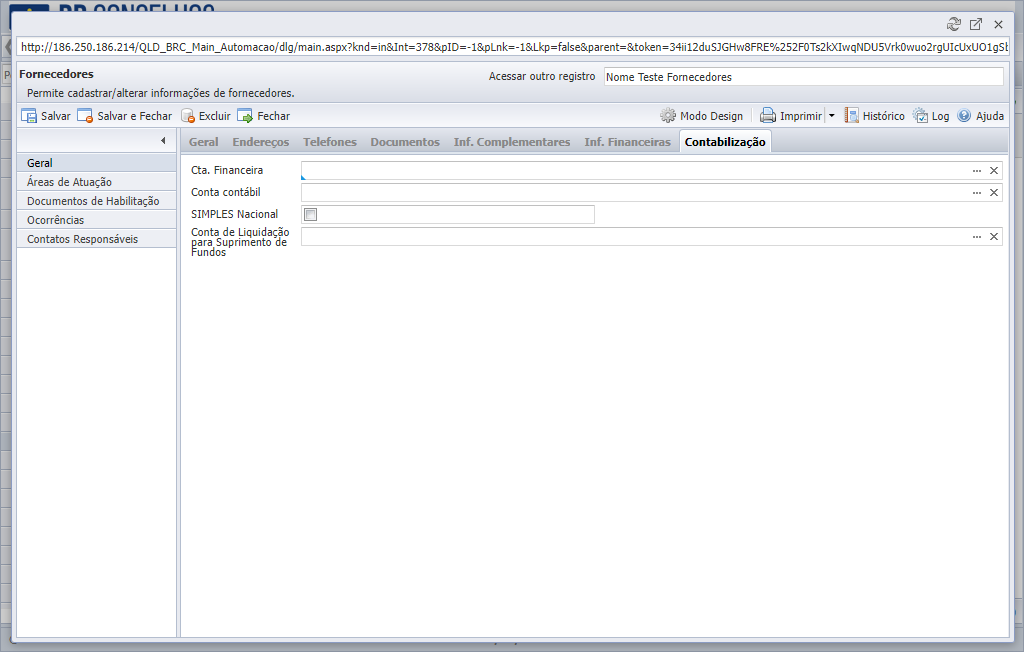 http://186.250.186.214/QLD_BRC_Main_Automacao/dlg/main.aspx?knd=in&Int=378&pID=-1&pLnk=-1&Lkp=false&parent=&token=34ii12duSJGHw8FRE%252F0Ts2kXIwqNDU5Vrk0wuo2rgUIcUxUO1gSb
Fornecedores
Acessar outro registro Nome Teste Fornecedores
Permite cadastrar/alterar informações de fornecedores.
Salvar Salvar e Fechar Excluir Fechar Modo Design Imprimir Histórico Log Ajuda
Geral Endereços Telefones Documentos Inf. Complementares Inf. Financeiras Contabilização
Geral
Áreas de Atuação
Documentos de Habilitação
Ocorrências
Contatos Responsáveis
Cta. Financeira
Conta contábil
SIMPLES Nacional
Conta de Liquidação
para Suprimento de
Fundos